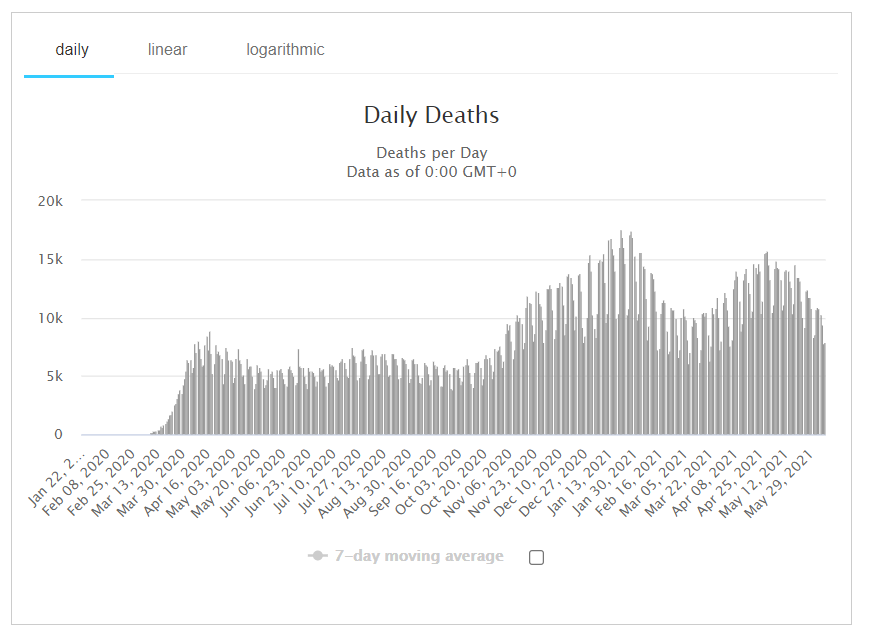 daily linear logarithmic
Daily Deaths
Deaths per Day
Data as of 0:00 GMT+0
20k
15k
10k
5k
0
Jan 22, 2...
Feb 08, 2020
Feb 25, 2020
Mar 13, 2020
Mar 30, 2020
Apr 16, 2020
May 03, 2020
May 20, 2020
Jun 06, 2020
Jun 23, 2020
Jul 10, 2020
Jul 27, 2020
Aug 13, 2020
Aug 30, 2020
Sep 16, 2020
Oct 03, 2020
Oct 20, 2020
Nov 06, 2020
Nov 23, 2020
Dec 10, 2020
Dec 27, 2020
Jan 13, 2021
Jan 30, 2021
Feb 16, 2021
Mar 05, 2021
Mar 22, 2021
Apr 08, 2021
Apr 25, 2021
May 12, 2021
May 29, 2021
7-day moving average